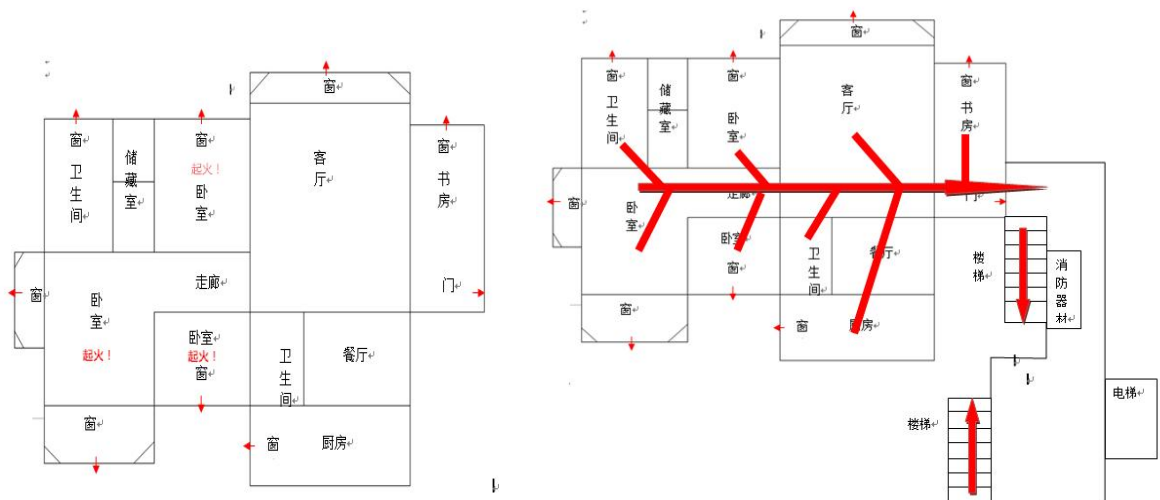 窗
窗
窗
窗
起火！
卫生间
储藏室
卧室
客厅
书房
窗
卧室
走廊
门
起火！
卧室
起火！
窗
卫生间
餐厅
窗
窗
厨房
窗
窗
窗
窗
卫生间
储藏室
卧室
客厅
书房
窗
卧室
走廊
门
卧室
窗
卫生间
餐厅
楼梯
消防器材
窗
窗
厨房
电梯
楼梯